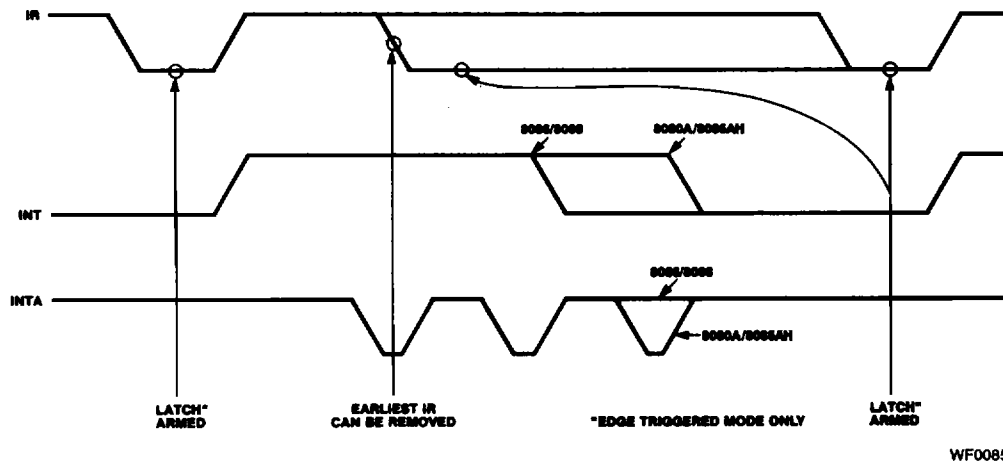 IR
8086/8088
8080A/8085AH
INT
8086/8088
INTA
8080A/8085AH
LATCH*
ARMED
EARLIEST IR
CAN BE REMOVED
*EDGE TRIGGERED MODE ONLY
LATCH*
ARMED
WF0085